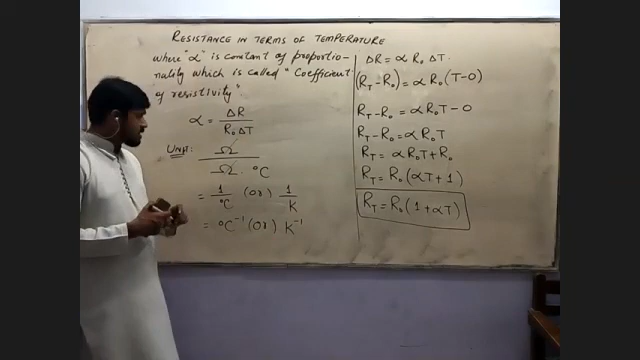 RESISTANCE IN TERMS OF TEMPERATURE
where "α" is constant of proportio-
nality which is called "Coefficient
of resistivity".
α = ΔR / R₀ ΔT
UNIT:
Ω / Ω . °C
= 1/°C (OR) 1/K
= °C⁻¹ (OR) K⁻¹
ΔR = α R₀ ΔT
(R_T - R₀) = α R₀ (T - 0)
R_T - R₀ = α R₀ T - 0
R_T - R₀ = α R₀ T
R_T = α R₀ T + R₀
R_T = R₀ (αT + 1)
R_T = R₀ (1 + αT)